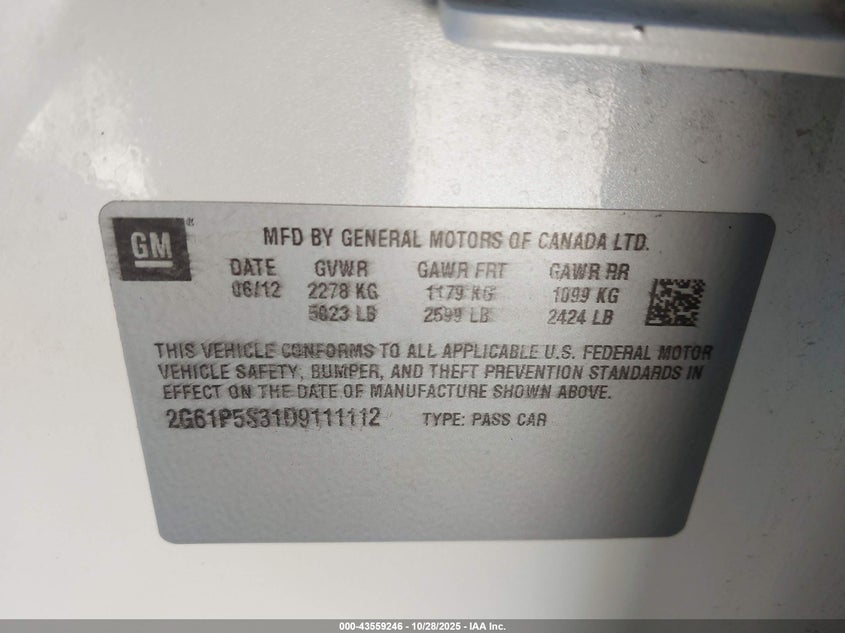 GM
MFD BY GENERAL MOTORS OF CANADA LTD.
DATE GVWR GAWR FRT GAWR RR
06/12 2278 KG 1179 KG 1099 KG
5023 LB 2599 LB 2424 LB
THIS VEHICLE CONFORMS TO ALL APPLICABLE U.S. FEDERAL MOTOR
VEHICLE SAFETY, BUMPER, AND THEFT PREVENTION STANDARDS IN
EFFECT ON THE DATE OF MANUFACTURE SHOWN ABOVE.
2G61P5S31D9111112 TYPE: PASS CAR
000-43559246 - 10/28/2025 - IAA Inc.